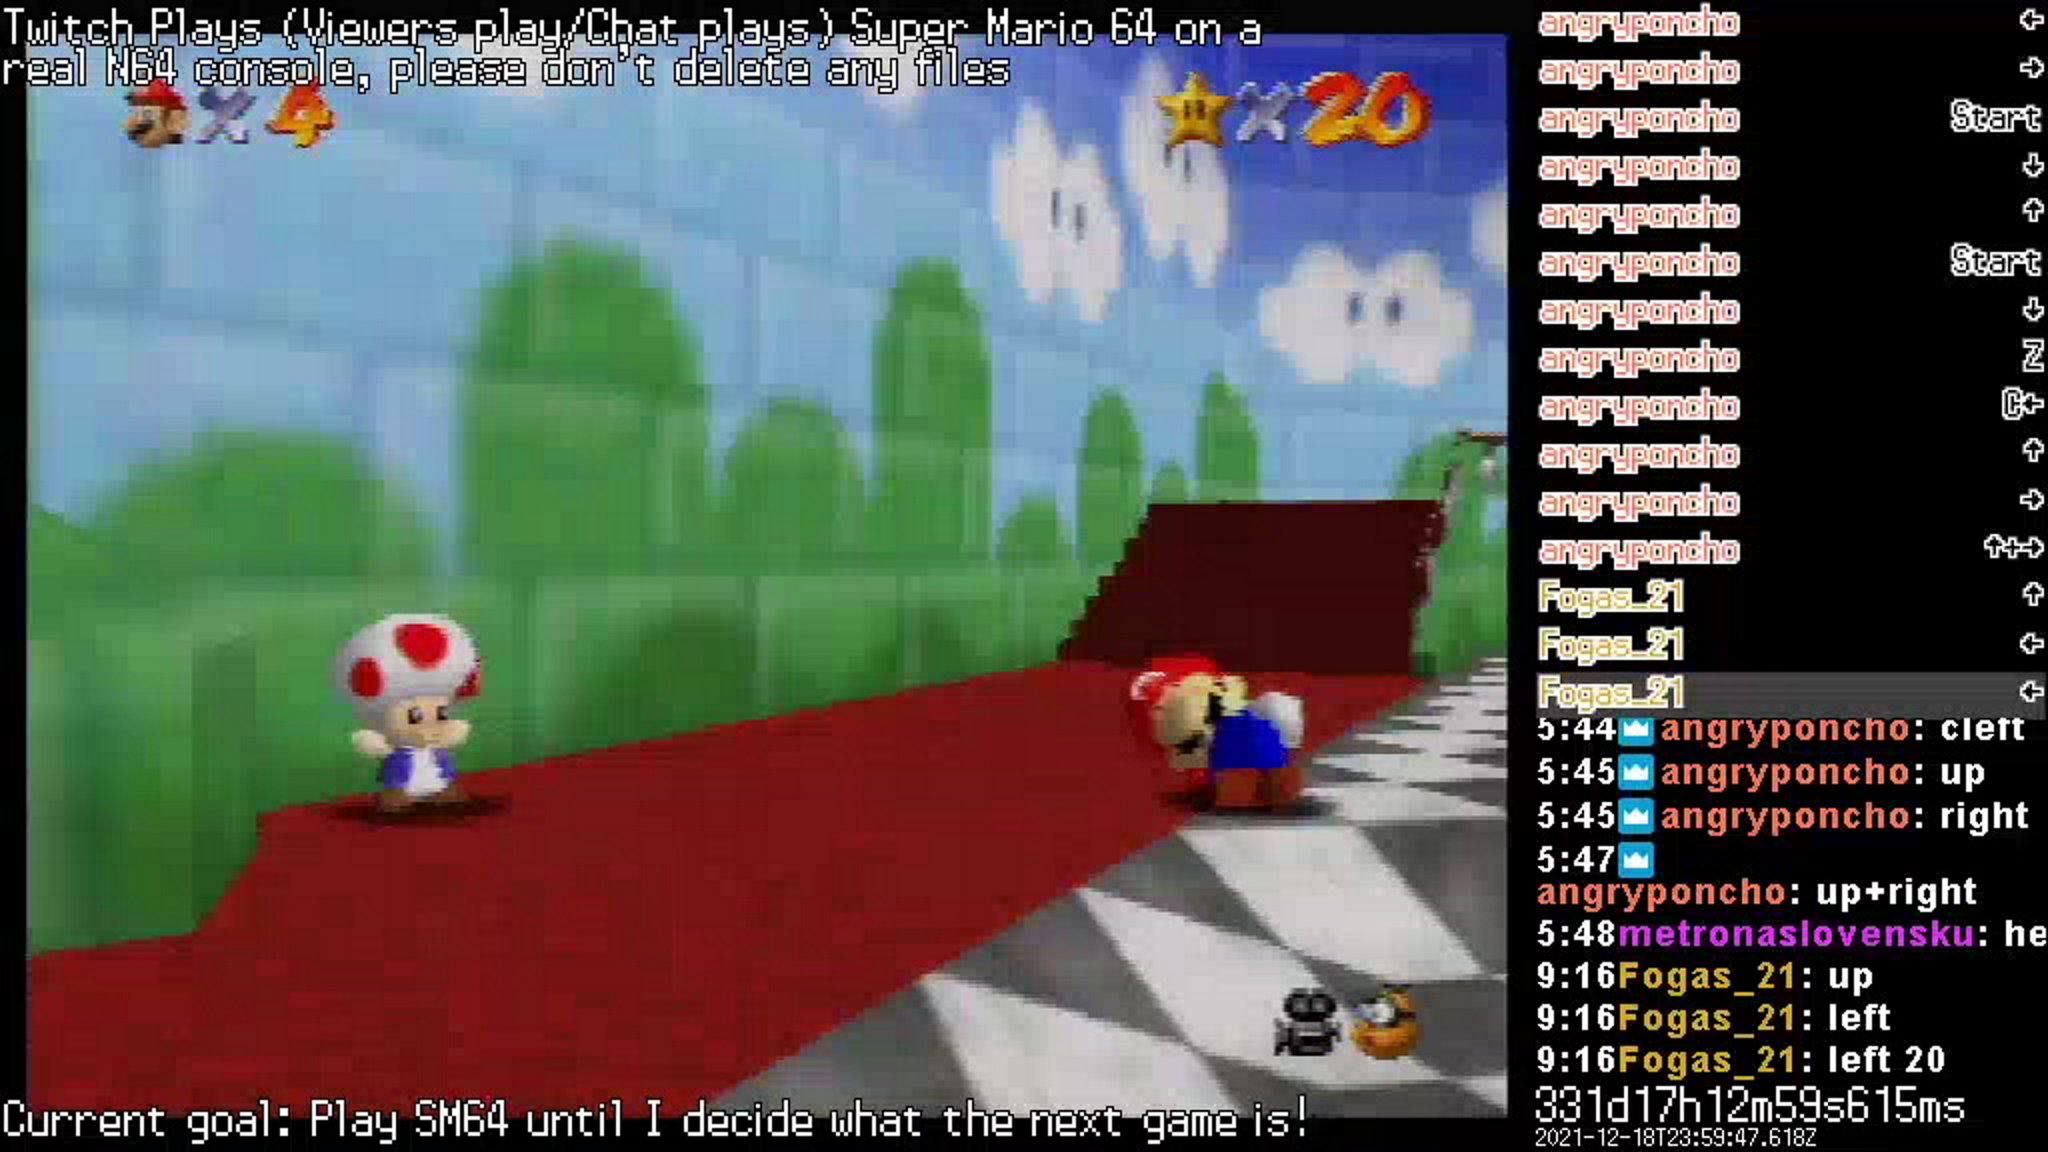 Twitch Plays (Viewers play/Chat plays) Super Mario 64 on a
real N64 console, please don't delete any files
4
20
angryponcho ←
angryponcho →
angryponcho Start
angryponcho ↓
angryponcho ↑
angryponcho Start
angryponcho ↓
angryponcho Z
angryponcho C←
angryponcho ↑
angryponcho →
angryponcho ↑+→
Fogas_21 ↑
Fogas_21 ←
Fogas_21 ←
5:44 angryponcho: cleft
5:45 angryponcho: up
5:45 angryponcho: right
5:47
angryponcho: up+right
5:48 metronaslovensku: he
9:16 Fogas_21: up
9:16 Fogas_21: left
9:16 Fogas_21: left 20
331d17h12m59s615ms
2021-12-18T23:59:47.618Z
Current goal: Play SM64 until I decide what the next game is!